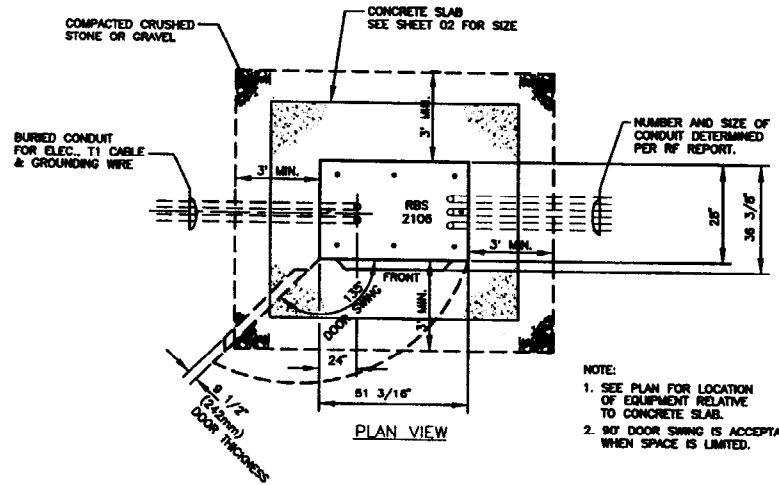 COMPACTED CRUSHED
STONE OR GRAVEL
CONCRETE SLAB
SEE SHEET 02 FOR SIZE
BURIED CONDUIT
FOR ELEC., T1 CABLE
& GROUNDING WIRE
NUMBER AND SIZE OF
CONDUIT DETERMINED
PER RF REPORT.
3' MIN.
3' MIN.
RBS
2106
3' MIN.
28"
36 3/8"
FRONT
135°
DOOR SWING
3' MIN.
24"
51 3/16"
9 1/2"
(242mm)
DOOR THICKNESS
PLAN VIEW
NOTE:
1. SEE PLAN FOR LOCATION
OF EQUIPMENT RELATIVE
TO CONCRETE SLAB.
2. 90° DOOR SWING IS ACCEPTA
WHEN SPACE IS LIMITED.